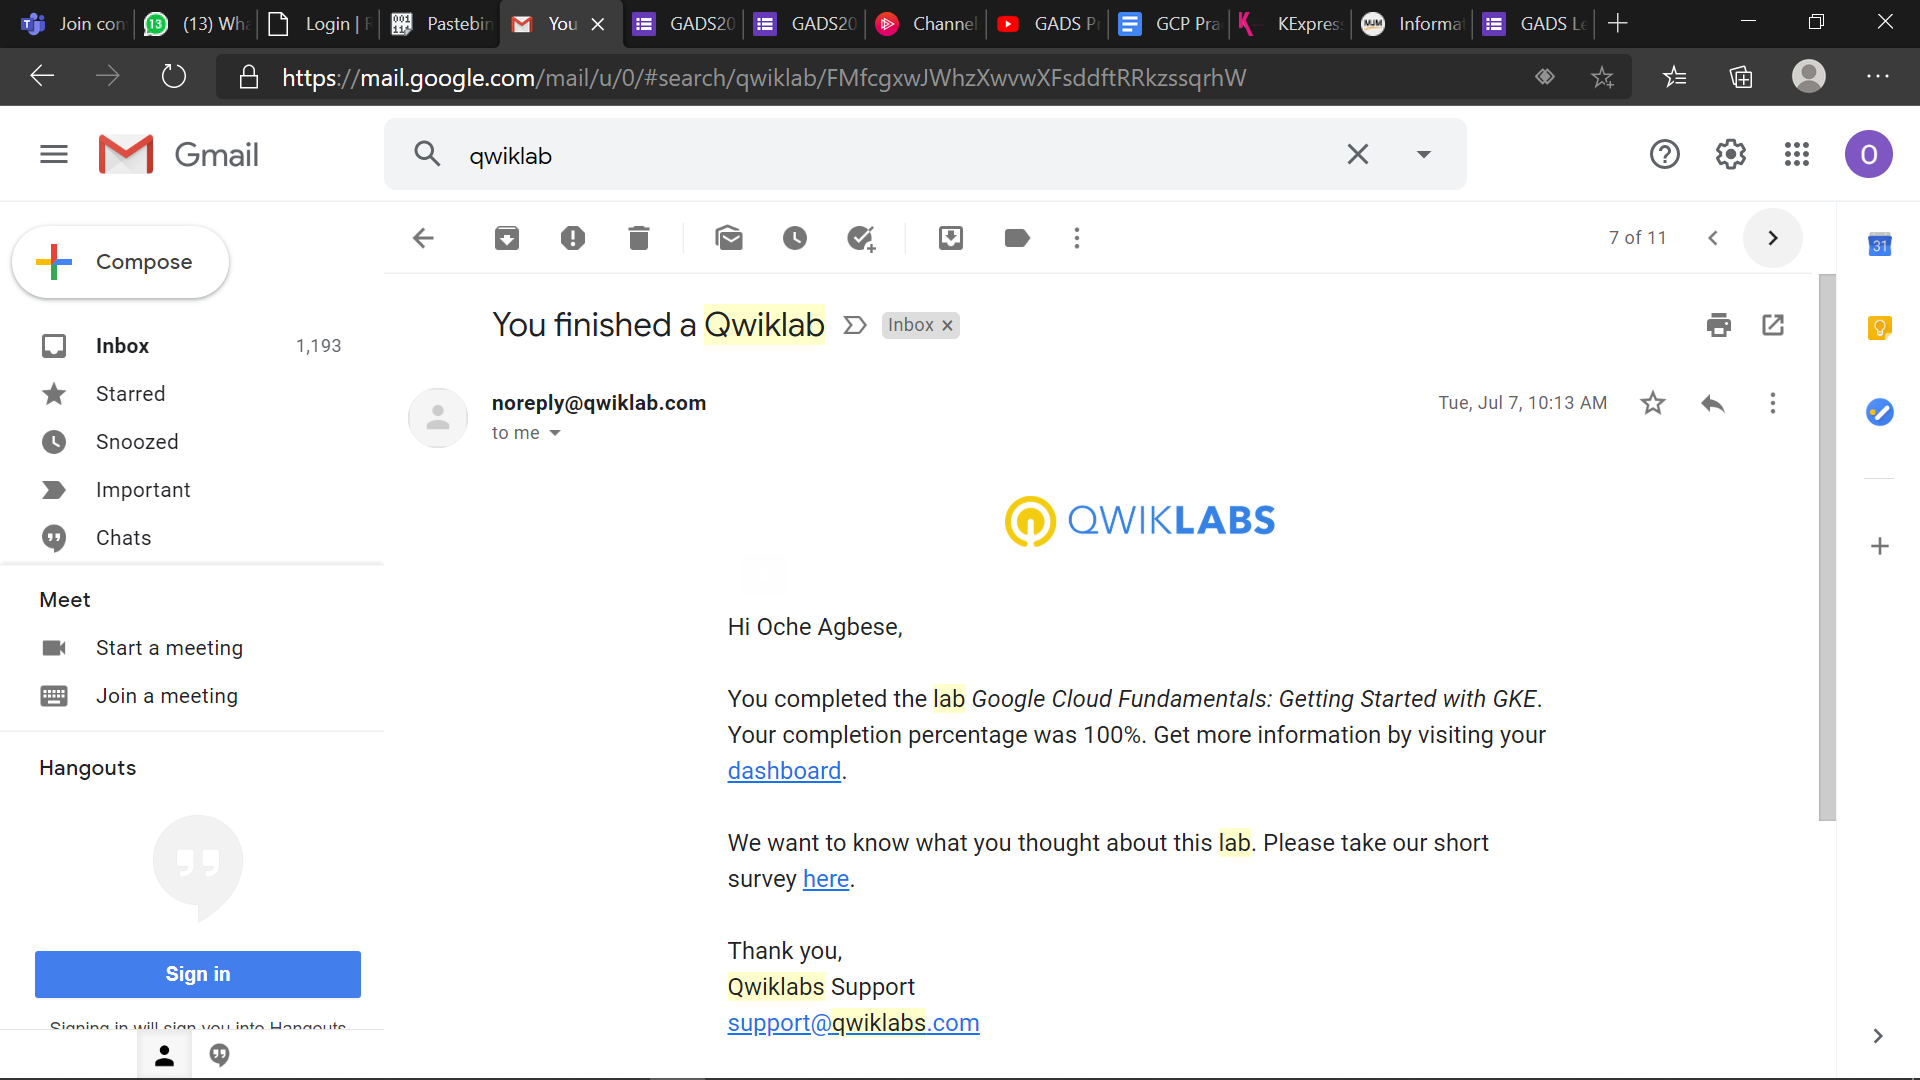 Join con
(13) Wha
Login | F
Pastebin
You
GADS20
GADS20
Channel
GADS Pr
GCP Pra
KExpres
Informat
GADS Le
https://mail.google.com/mail/u/0/#search/qwiklab/FMfcgxwJWhzXwvwXFsddftRRkzssqrhW
Gmail
qwiklab
O
Compose
7 of 11
31
Inbox 1,193
Starred
Snoozed
Important
Chats
Meet
Start a meeting
Join a meeting
Hangouts
Sign in
Signing in will sign you into Hangouts
You finished a Qwiklab
Inbox ×
noreply@qwiklab.com
Tue, Jul 7, 10:13 AM
to me
QWIKLABS
Hi Oche Agbese,
You completed the lab Google Cloud Fundamentals: Getting Started with GKE.
Your completion percentage was 100%. Get more information by visiting your
dashboard.
We want to know what you thought about this lab. Please take our short
survey here.
Thank you,
Qwiklabs Support
support@qwiklabs.com